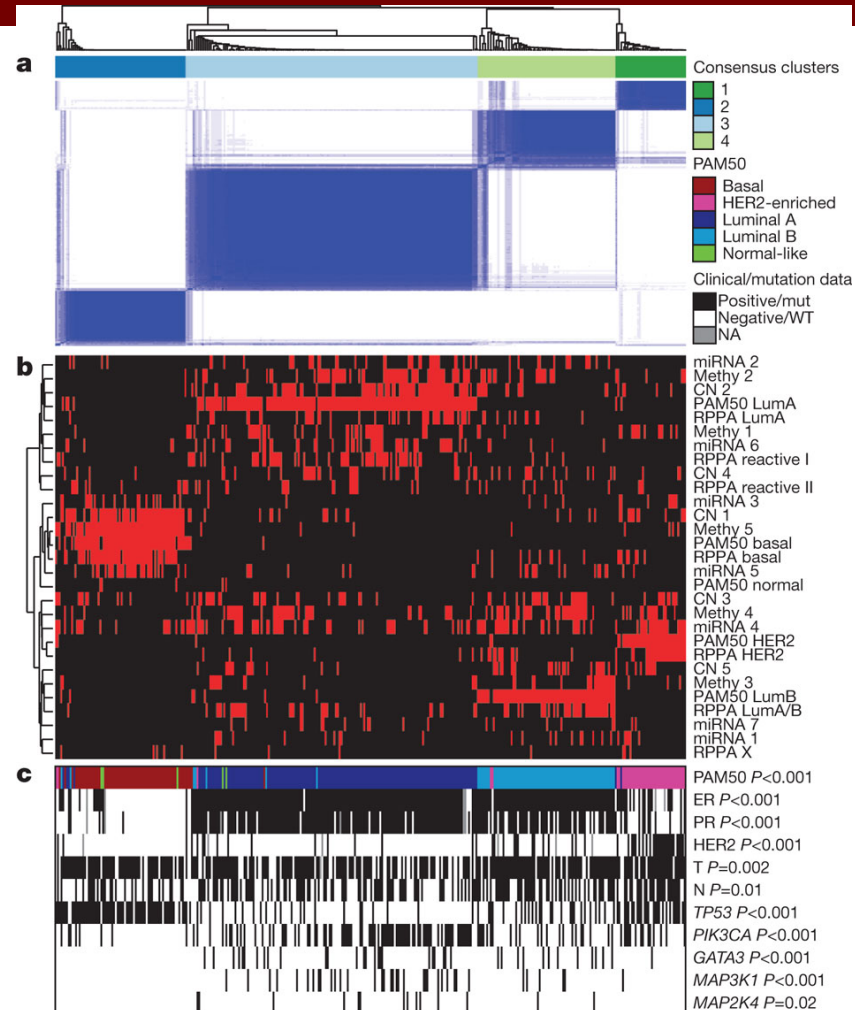 a
Consensus clusters
1
2
3
4
PAM50
Basal
HER2-enriched
Luminal A
Luminal B
Normal-like
Clinical/mutation data
Positive/mut
Negative/WT
NA
b
miRNA 2
Methy 2
CN 2
PAM50 LumA
RPPA LumA
Methy 1
miRNA 6
RPPA reactive I
CN 4
RPPA reactive II
miRNA 3
CN 1
Methy 5
PAM50 basal
RPPA basal
miRNA 5
PAM50 normal
CN 3
Methy 4
miRNA 4
PAM50 HER2
RPPA HER2
CN 5
Methy 3
PAM50 LumB
RPPA LumA/B
miRNA 7
miRNA 1
RPPA X
c
PAM50 P<0.001
ER P<0.001
PR P<0.001
HER2 P<0.001
T P=0.002
N P=0.01
TP53 P<0.001
PIK3CA P<0.001
GATA3 P<0.001
MAP3K1 P<0.001
MAP2K4 P=0.02